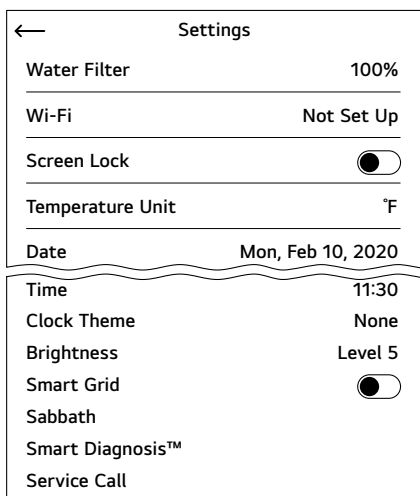 Settings
Water Filter 100%
Wi-Fi Not Set Up
Screen Lock
Temperature Unit °F
Date Mon, Feb 10, 2020
Time 11:30
Clock Theme None
Brightness Level 5
Smart Grid
Sabbath
Smart Diagnosis™
Service Call